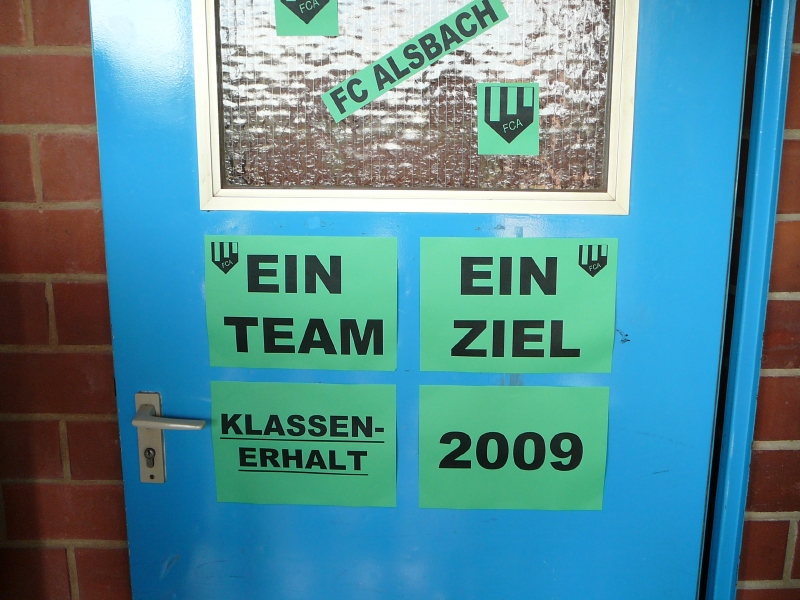 FCA
FC ALSBACH
FCA
FCA
EIN
TEAM
EIN
FCA
ZIEL
KLASSEN-
ERHALT
2009